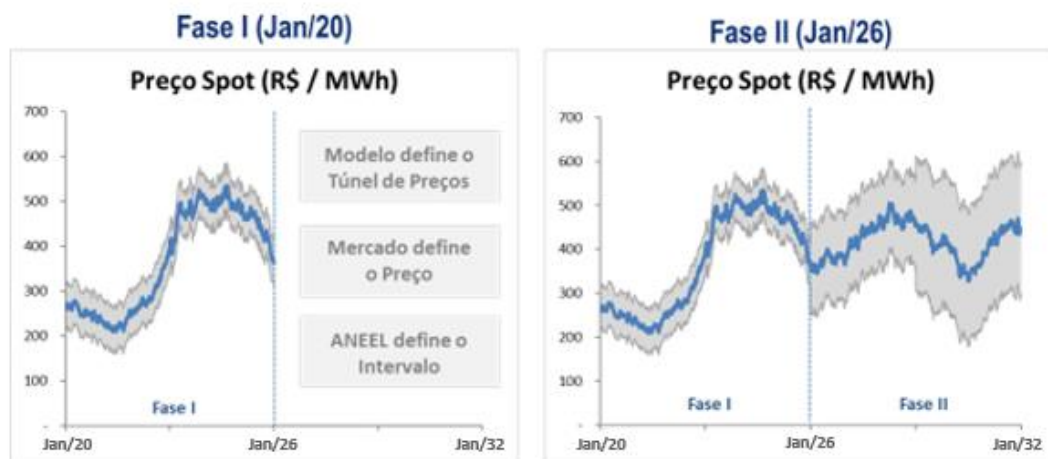 Fase I (Jan/20)
Preço Spot (R$ / MWh)
700
600
500
400
300
200
100
-
Modelo define o
Túnel de Preços
Mercado define
o Preço
ANEEL define o
Intervalo
Fase I
Jan/20
Jan/26
Jan/32
Fase II (Jan/26)
Preço Spot (R$ / MWh)
700
600
500
400
300
200
100
-
Fase I
Fase II
Jan/20
Jan/26
Jan/32